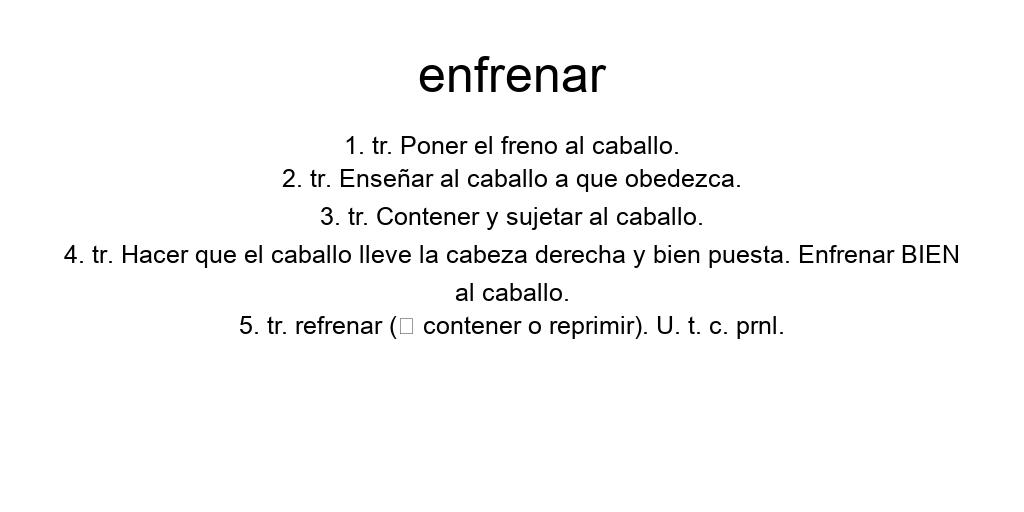 enfrenar
1. tr. Poner el freno al caballo.
2. tr. Enseñar al caballo a que obedezca.
3. tr. Contener y sujetar al caballo.
4. tr. Hacer que el caballo lleve la cabeza derecha y bien puesta. Enfrenar BIEN
al caballo.
5. tr. refrenar (□ contener o reprimir). U. t. c. prnl.